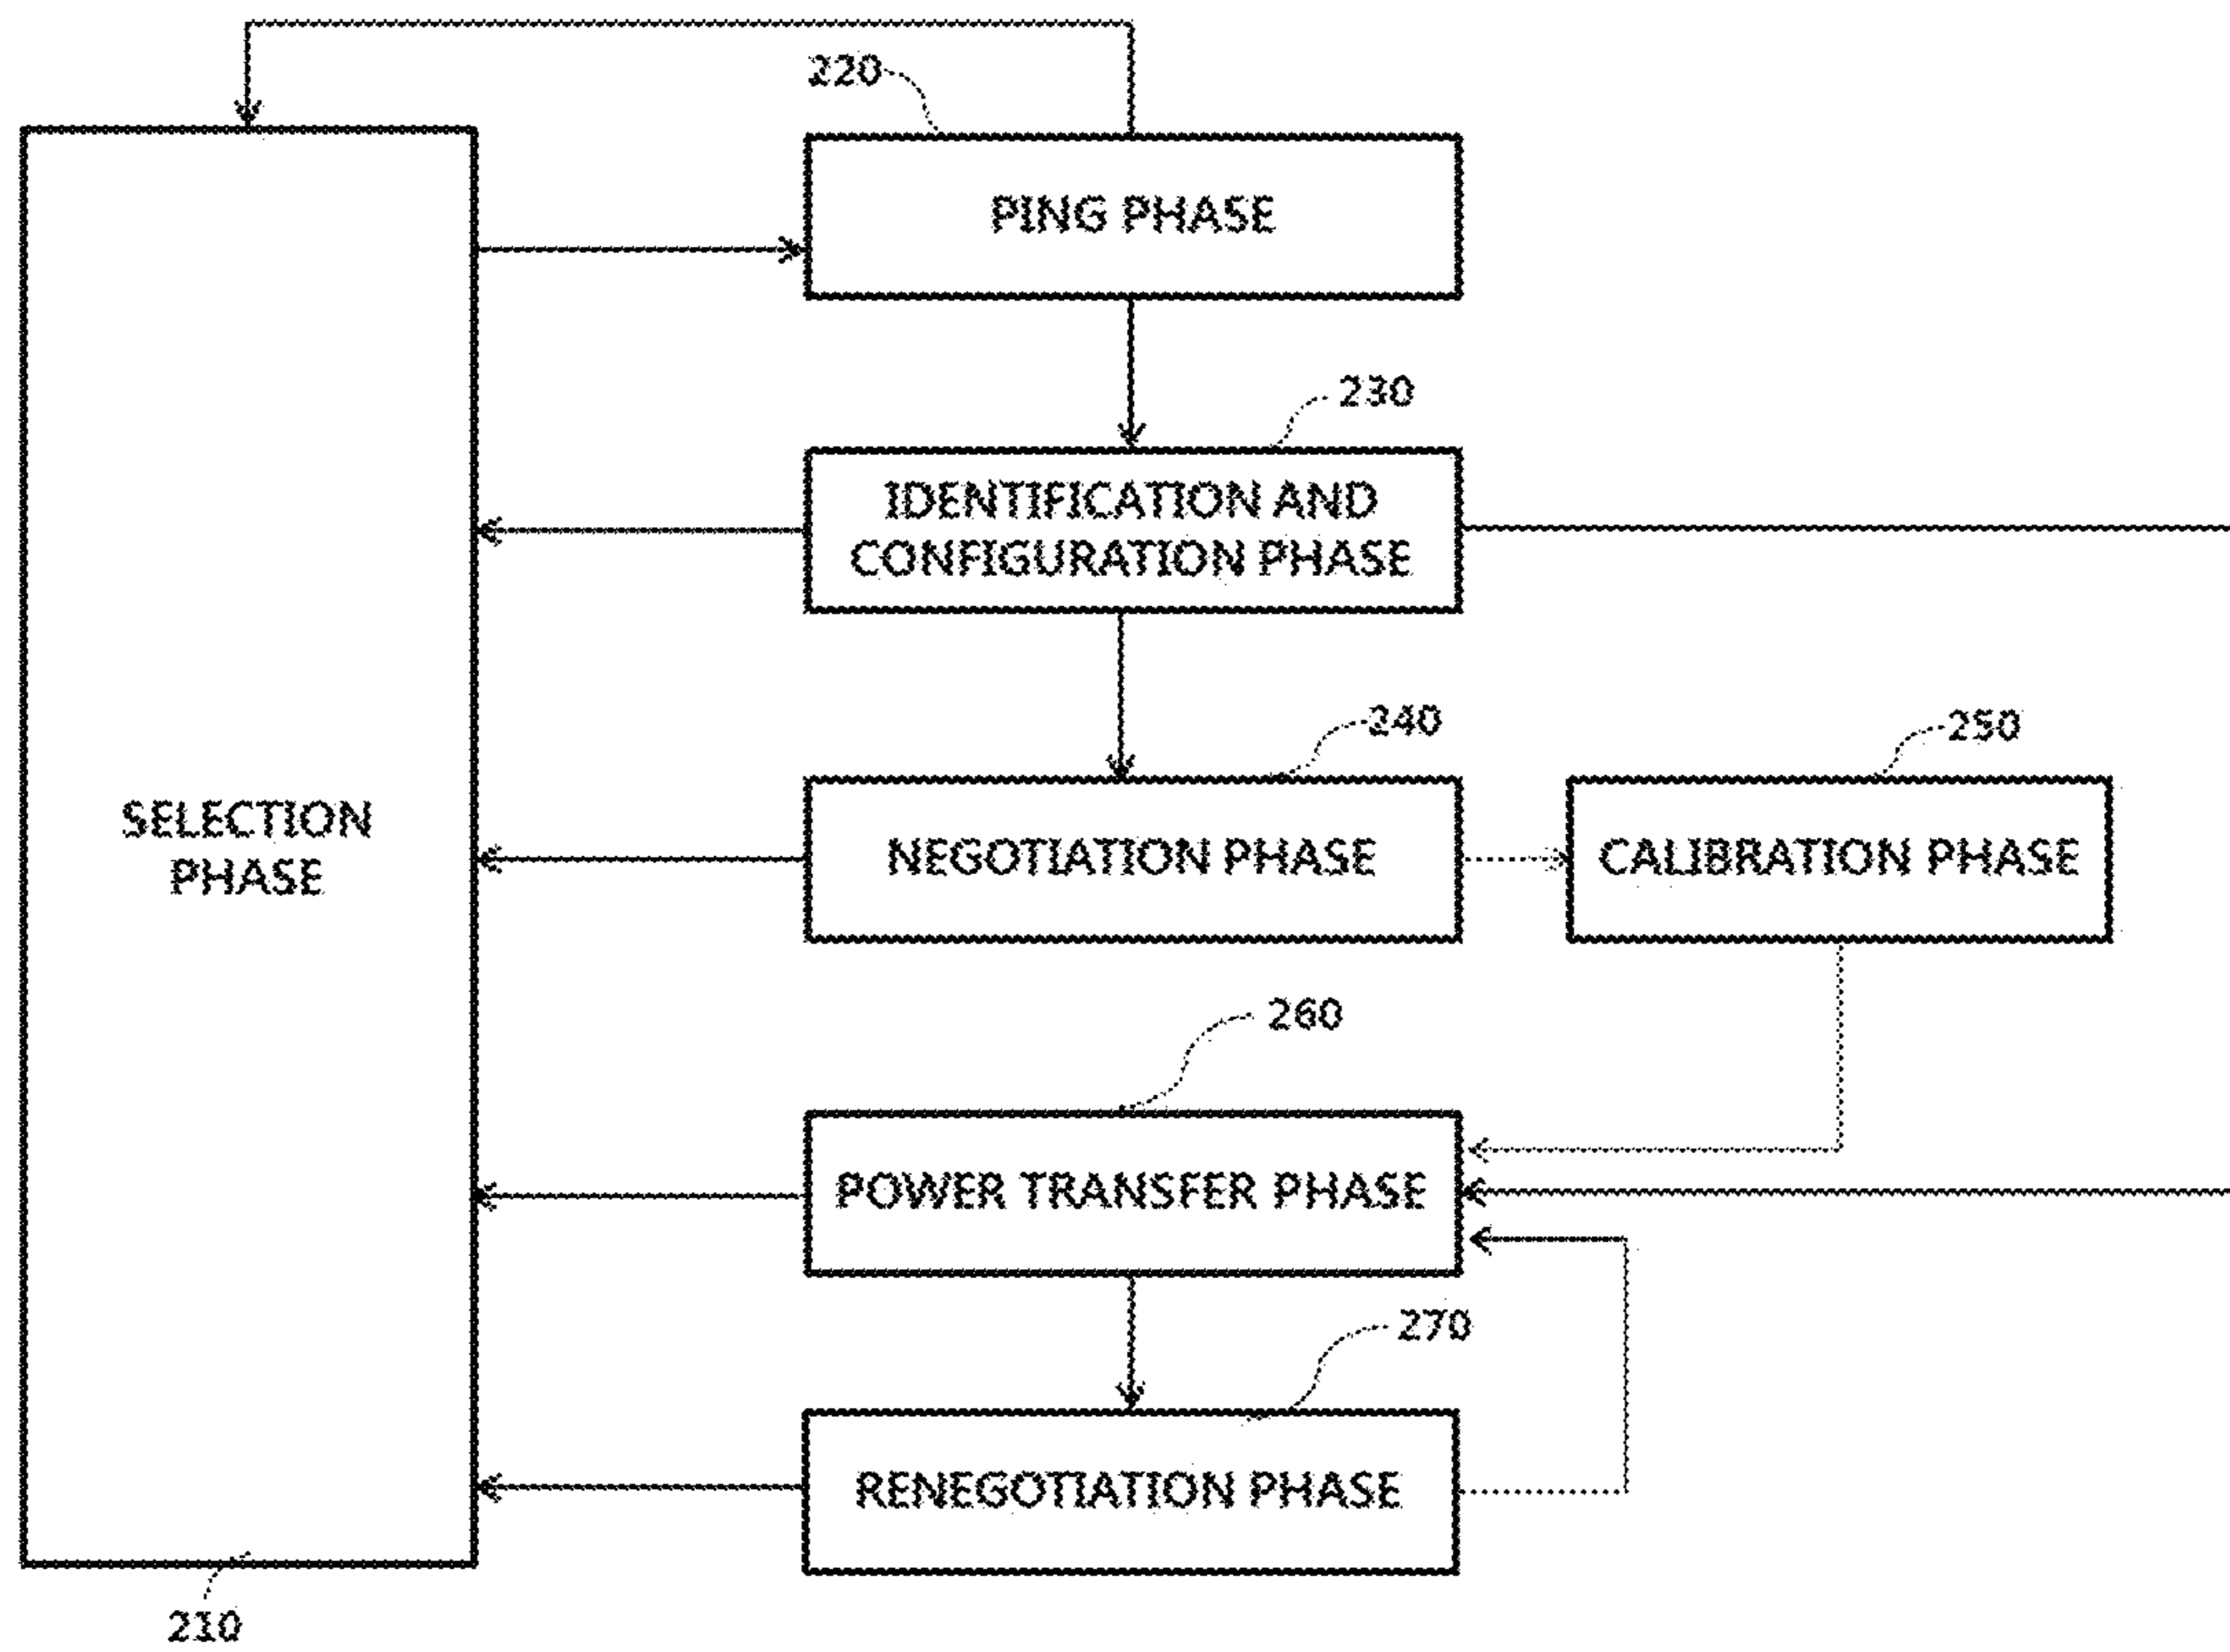 220
PING PHASE
230
IDENTIFICATION AND
CONFIGURATION PHASE
240
250
SELECTION
PHASE
NEGOTIATION PHASE
CALIBRATION PHASE
260
POWER TRANSFER PHASE
270
RENEGOTIATION PHASE
210